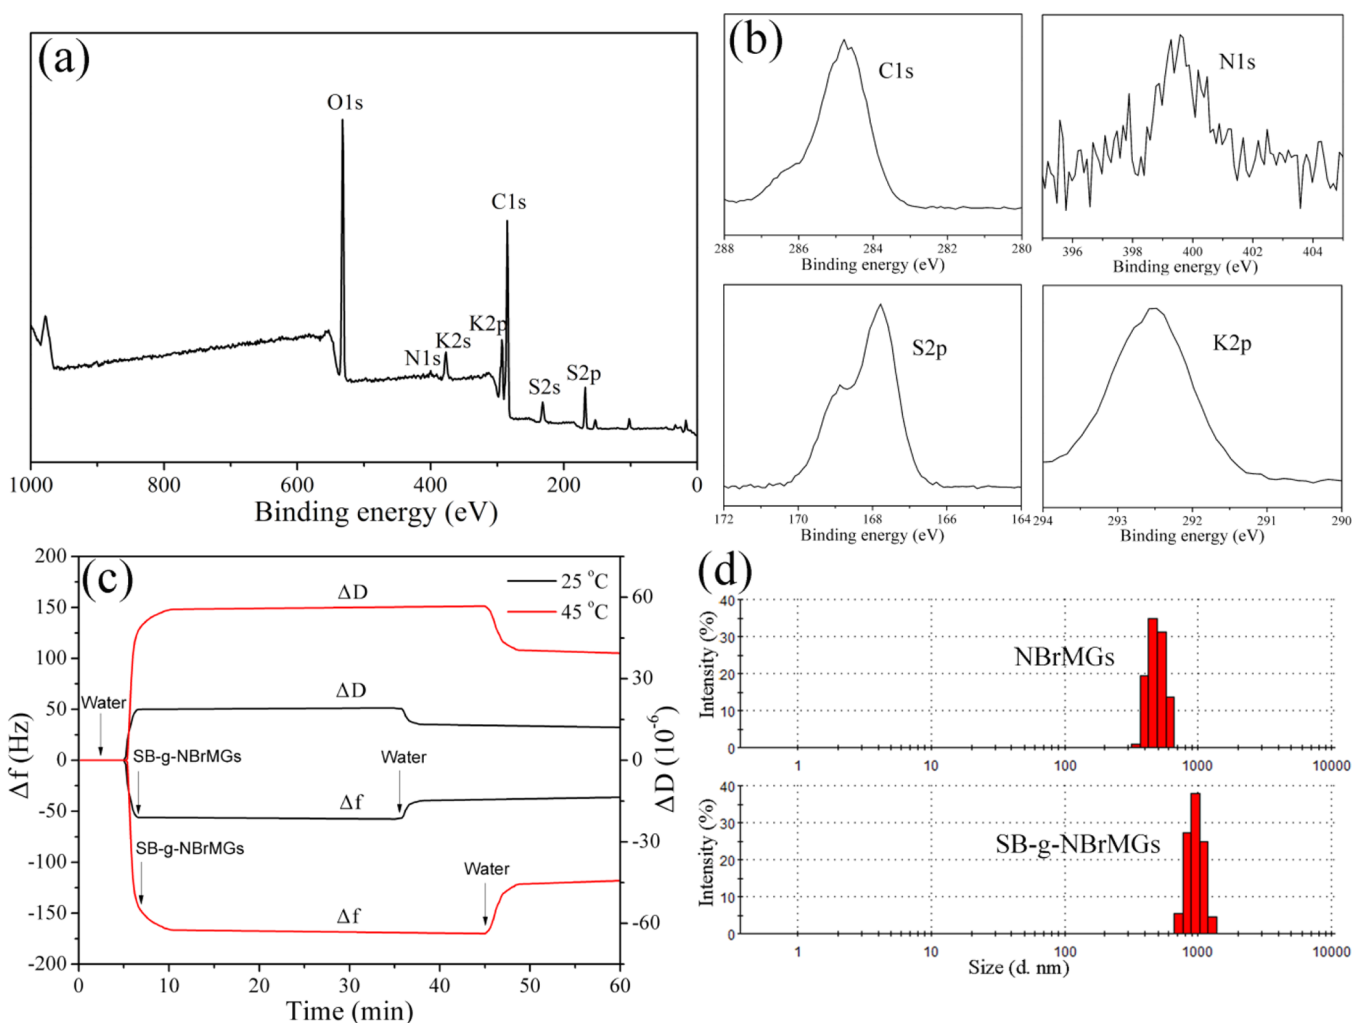 (a)
O1s
C1s
N1s
K2s
K2p
S2s
S2p
1000 800 600 400 200 0
Binding energy (eV)
(b)
C1s
288 286 284 282 280
Binding energy (eV)
N1s
396 398 400 402 404
Binding energy (eV)
S2p
172 170 168 166 164
Binding energy (eV)
K2p
294 293 292 291 290
Binding energy (eV)
(c)
Δf (Hz)
200
150
100
50
0
-50
-100
-150
-200
25 °C
45 °C
ΔD
ΔD
Water
SB-g-NBrMGs
Water
Δf
SB-g-NBrMGs
Water
Δf
60
30
0
-30
-60
ΔD (10⁻⁶)
0 10 20 30 40 50 60
Time (min)
(d)
Intensity (%)
40
30
20
10
0
NBrMGs
1 10 100 1000 10000
Intensity (%)
40
30
20
10
0
SB-g-NBrMGs
1 10 100 1000 10000
Size (d. nm)